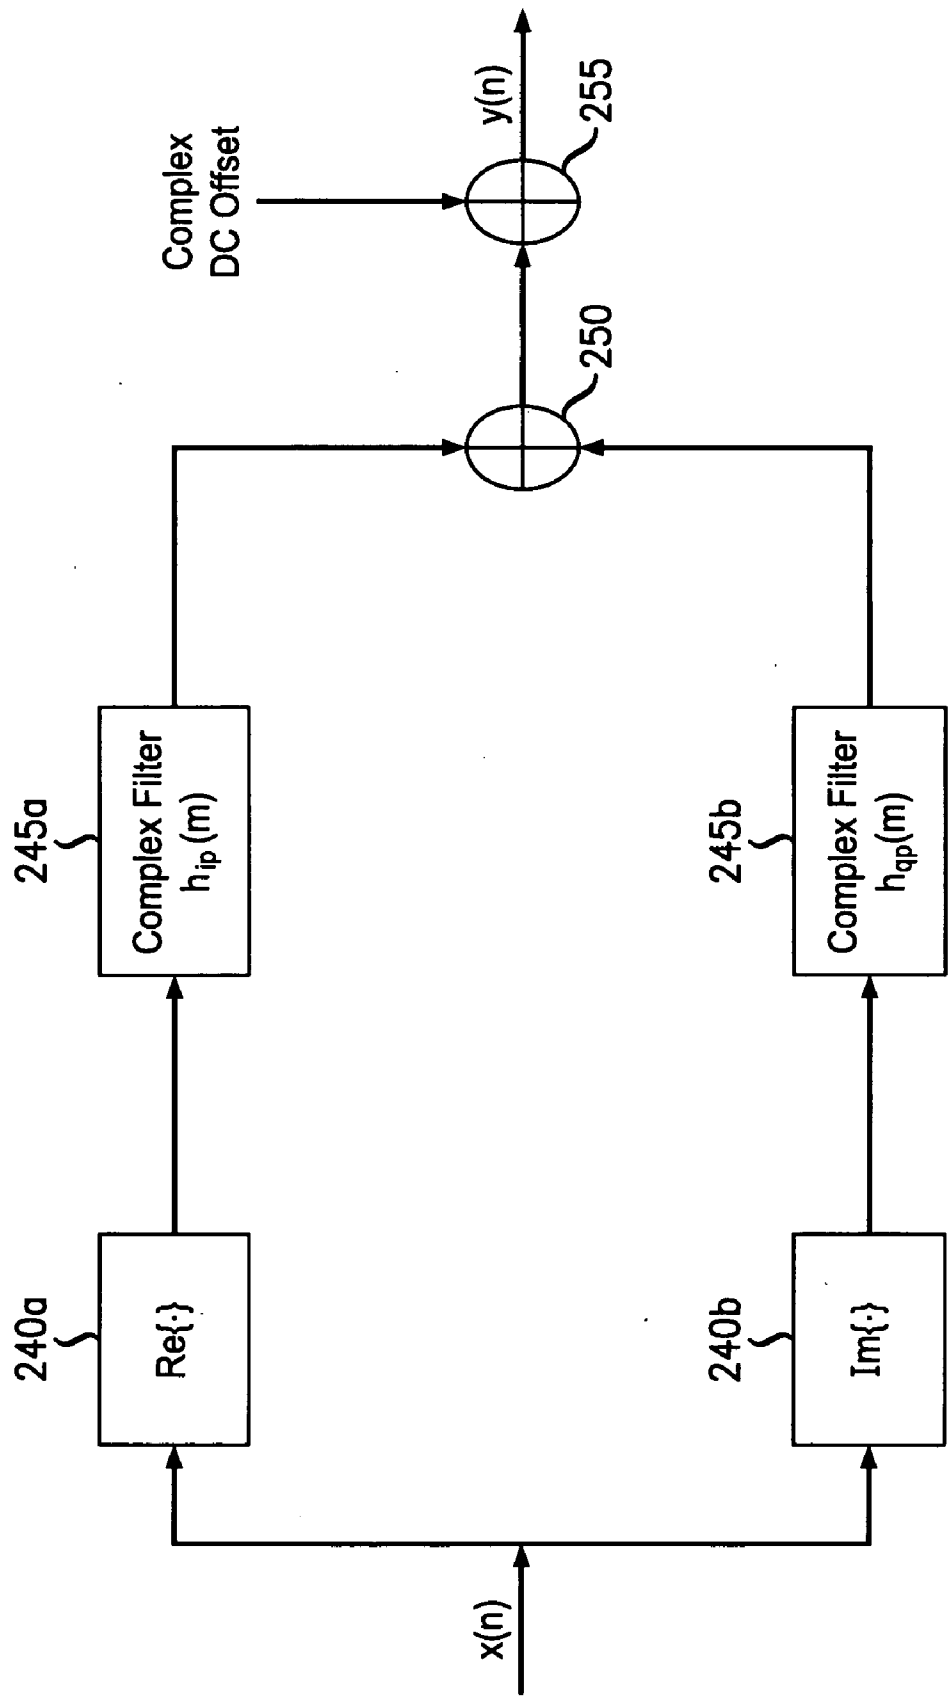 x(n)
240a
Re{·}
245a
Complex Filter
h_ip (m)
240b
Im{·}
245b
Complex Filter
h_qp(m)
250
Complex
DC Offset
255
y(n)